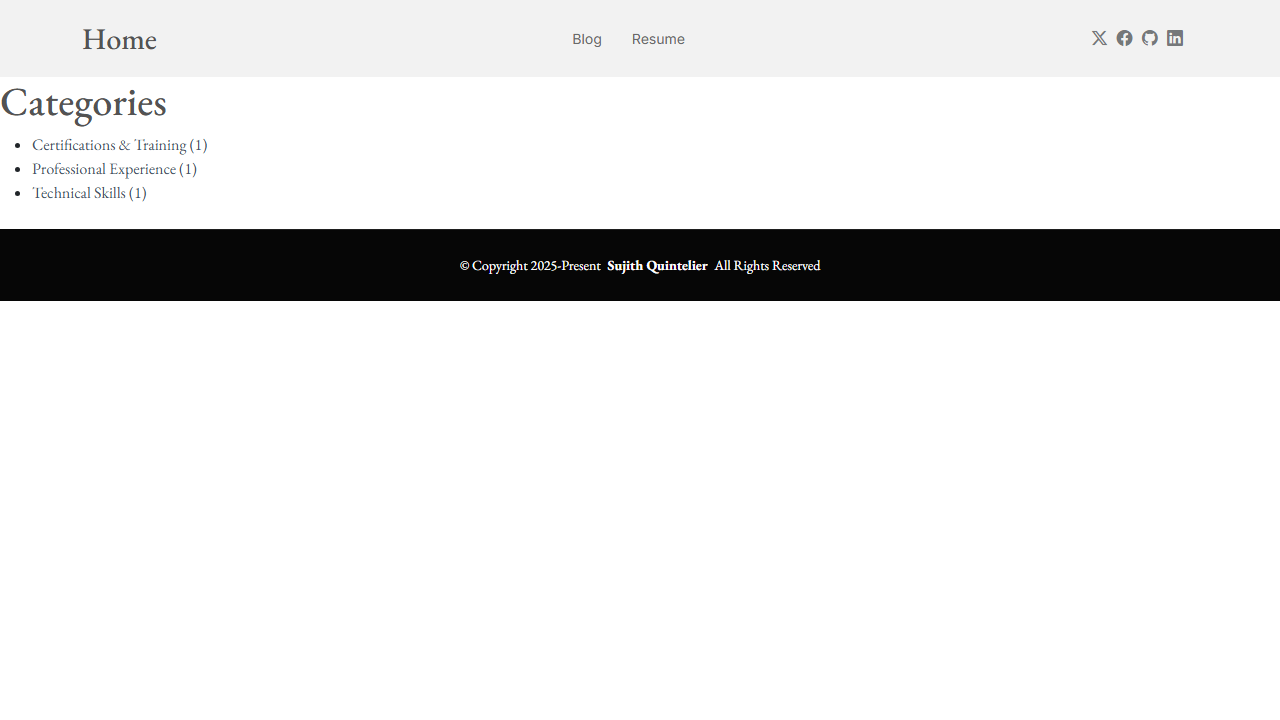 Home
Blog
Resume
Categories
Certifications & Training (1)
Professional Experience (1)
Technical Skills (1)
© Copyright 2025-Present Sujith Quintelier All Rights Reserved